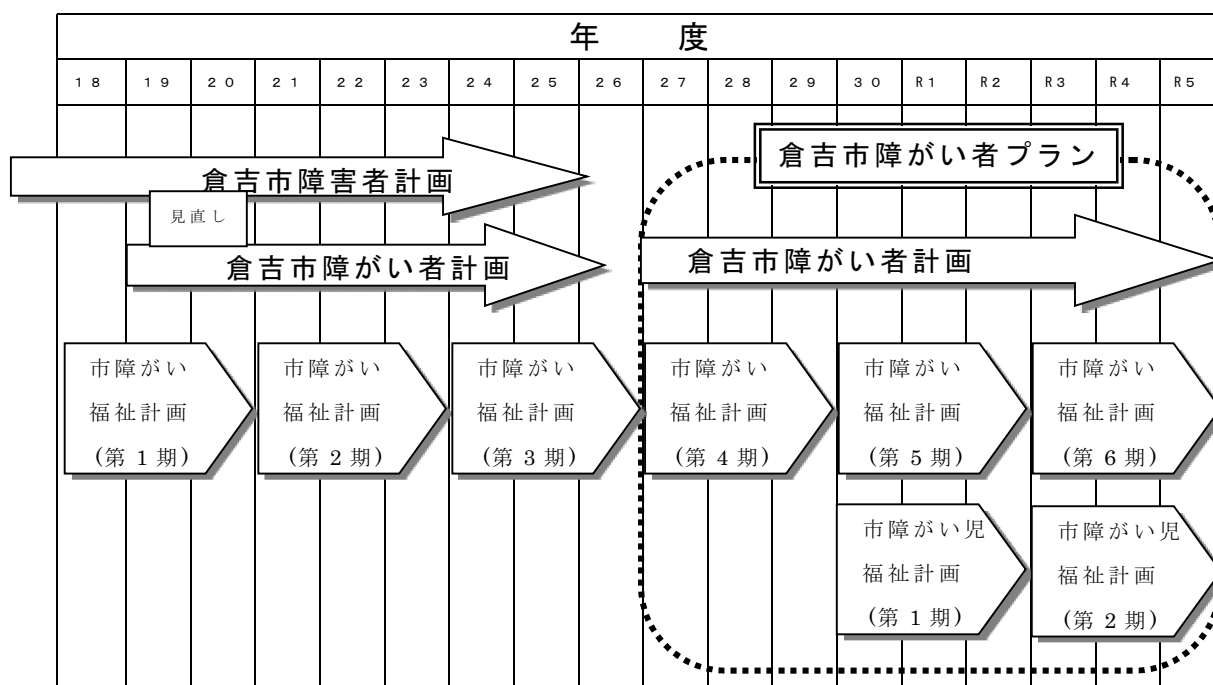 年　度
18 19 20 21 22 23 24 25 26 27 28 29 30 R1 R2 R3 R4 R5
倉吉市障がい者プラン
倉吉市障害者計画
見直し
倉吉市障がい者計画
倉吉市障がい者計画
市障がい
福祉計画
(第1期)
市障がい
福祉計画
(第2期)
市障がい
福祉計画
(第3期)
市障がい
福祉計画
(第4期)
市障がい
福祉計画
(第5期)
市障がい
福祉計画
(第6期)
市障がい児
福祉計画
(第1期)
市障がい児
福祉計画
(第2期)